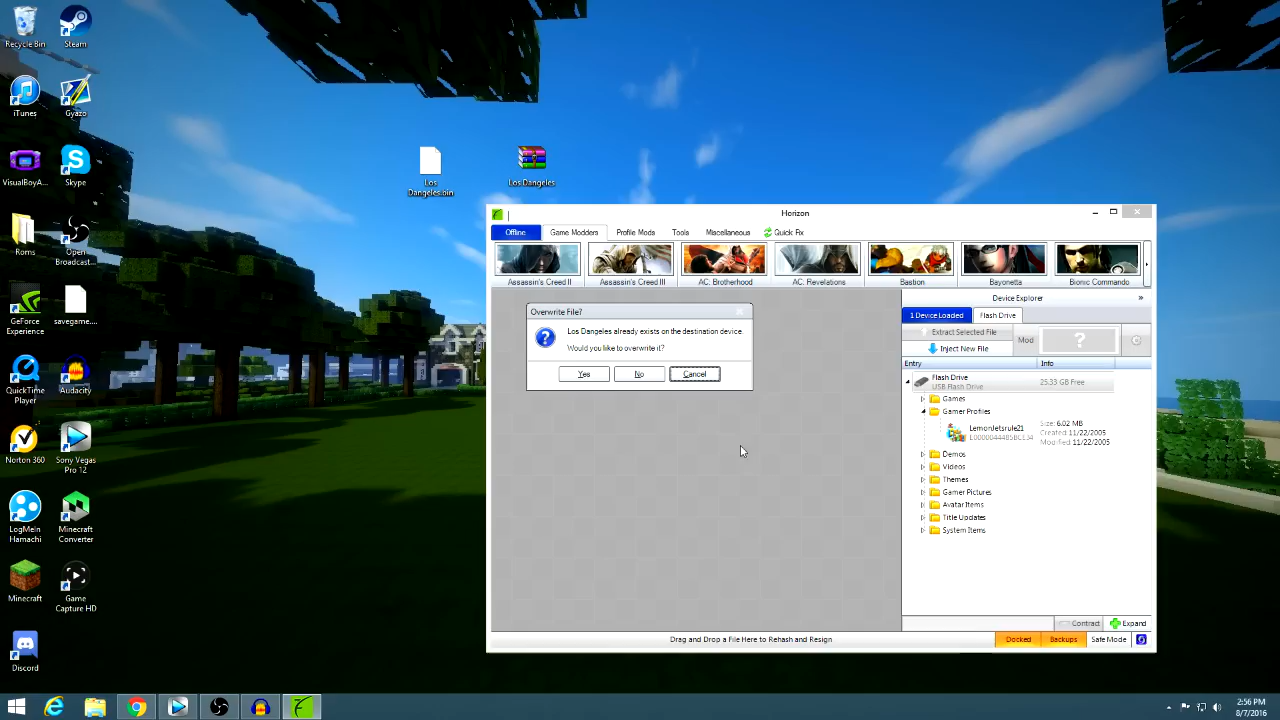 Recycle Bin
Steam
iTunes
Gyazo
VisualBoyA...
Skype
Roms
Open
Broadcast...
GeForce
Experience
savegame....
QuickTime
Player
Audacity
Norton 360
Sony Vegas
Pro 12
LogMeIn
Hamachi
Minecraft
Converter
Minecraft
Game
Capture HD
Discord
Los
Dangeles.bin
Los Dangeles
Horizon
Offline
Game Modders
Profile Mods
Tools
Miscellaneous
Quick Fix
Assassin's Creed II
Assassin's Creed III
AC: Brotherhood
AC: Revelations
Bastion
Bayonetta
Bionic Commando
Overwrite File?
Los Dangeles already exists on the destination device.
Would you like to overwrite it?
Yes
No
Cancel
Device Explorer
»
1 Device Loaded
Flash Drive
Extract Selected File
Inject New File
Mod
?
Entry
Info
Flash Drive
USB Flash Drive
25.33 GB Free
Games
Gamer Profiles
LemonJetsrule21
Size: 6.02 MB
Created: 11/22/2005
Modified: 11/22/2005
Demos
Videos
Themes
Gamer Pictures
Avatar Items
Title Updates
System Items
Contract
Expand
Drag and Drop a File Here to Rehash and Resign
Docked
Backups
Safe Mode
2:56 PM
8/7/2016